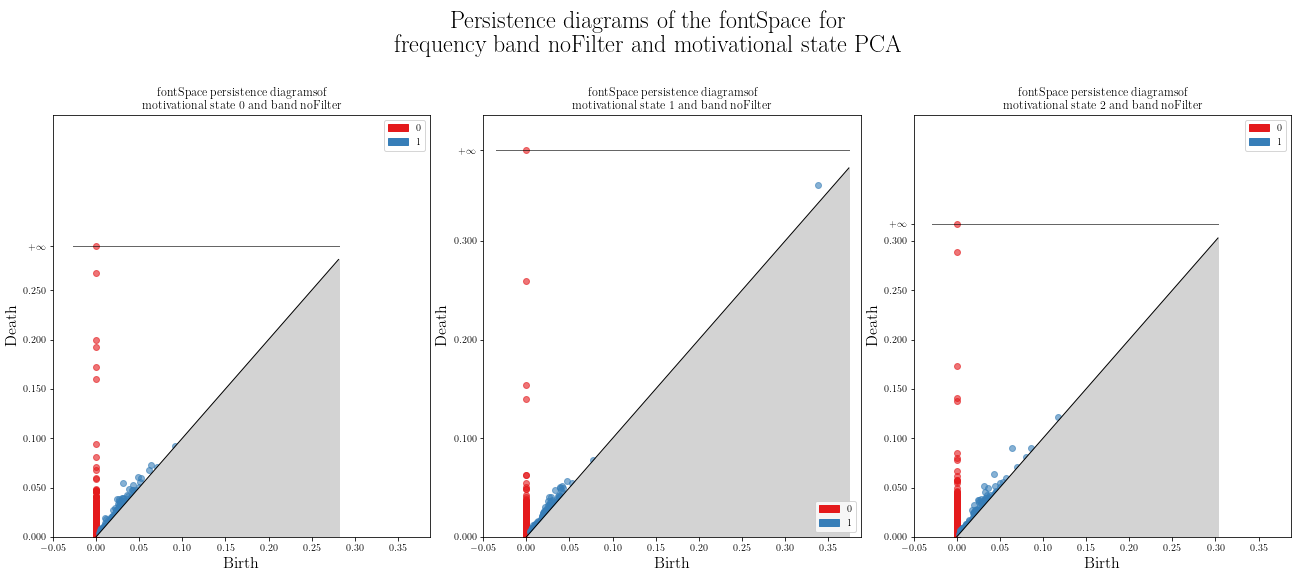 Persistence diagrams of the fontSpace for
frequency band noFilter and motivational state PCA
fontSpace persistence diagramsof
motivational state 0 and band noFilter
0
1
+∞
0.250
0.200
0.150
0.100
0.050
0.000
Death
−0.05 0.00 0.05 0.10 0.15 0.20 0.25 0.30 0.35
Birth
fontSpace persistence diagramsof
motivational state 1 and band noFilter
+∞
0.300
0.200
0.100
0.000
Death
0
1
−0.05 0.00 0.05 0.10 0.15 0.20 0.25 0.30 0.35
Birth
fontSpace persistence diagramsof
motivational state 2 and band noFilter
0
1
+∞
0.300
0.250
0.200
0.150
0.100
0.050
0.000
Death
−0.05 0.00 0.05 0.10 0.15 0.20 0.25 0.30 0.35
Birth